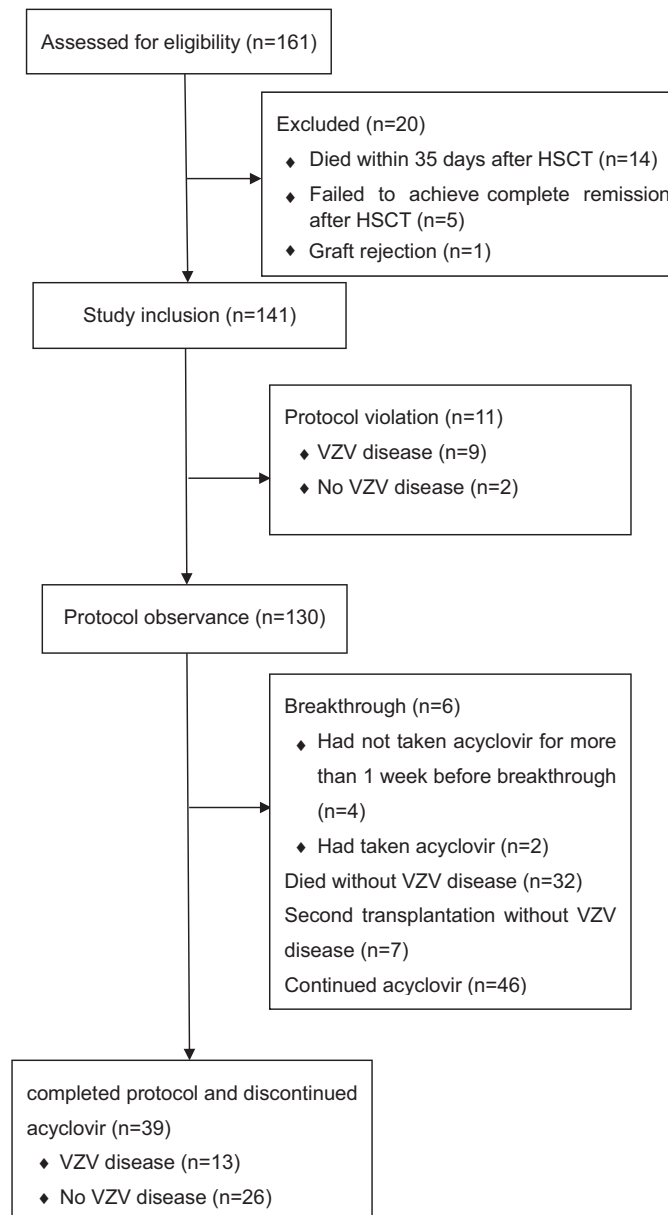 Assessed for eligibility (n=161)
Excluded (n=20)
♦ Died within 35 days after HSCT (n=14)
♦ Failed to achieve complete remission
after HSCT (n=5)
♦ Graft rejection (n=1)
Study inclusion (n=141)
Protocol violation (n=11)
♦ VZV disease (n=9)
♦ No VZV disease (n=2)
Protocol observance (n=130)
Breakthrough (n=6)
♦ Had not taken acyclovir for more
than 1 week before breakthrough
(n=4)
♦ Had taken acyclovir (n=2)
Died without VZV disease (n=32)
Second transplantation without VZV
disease (n=7)
Continued acyclovir (n=46)
completed protocol and discontinued
acyclovir (n=39)
♦ VZV disease (n=13)
♦ No VZV disease (n=26)